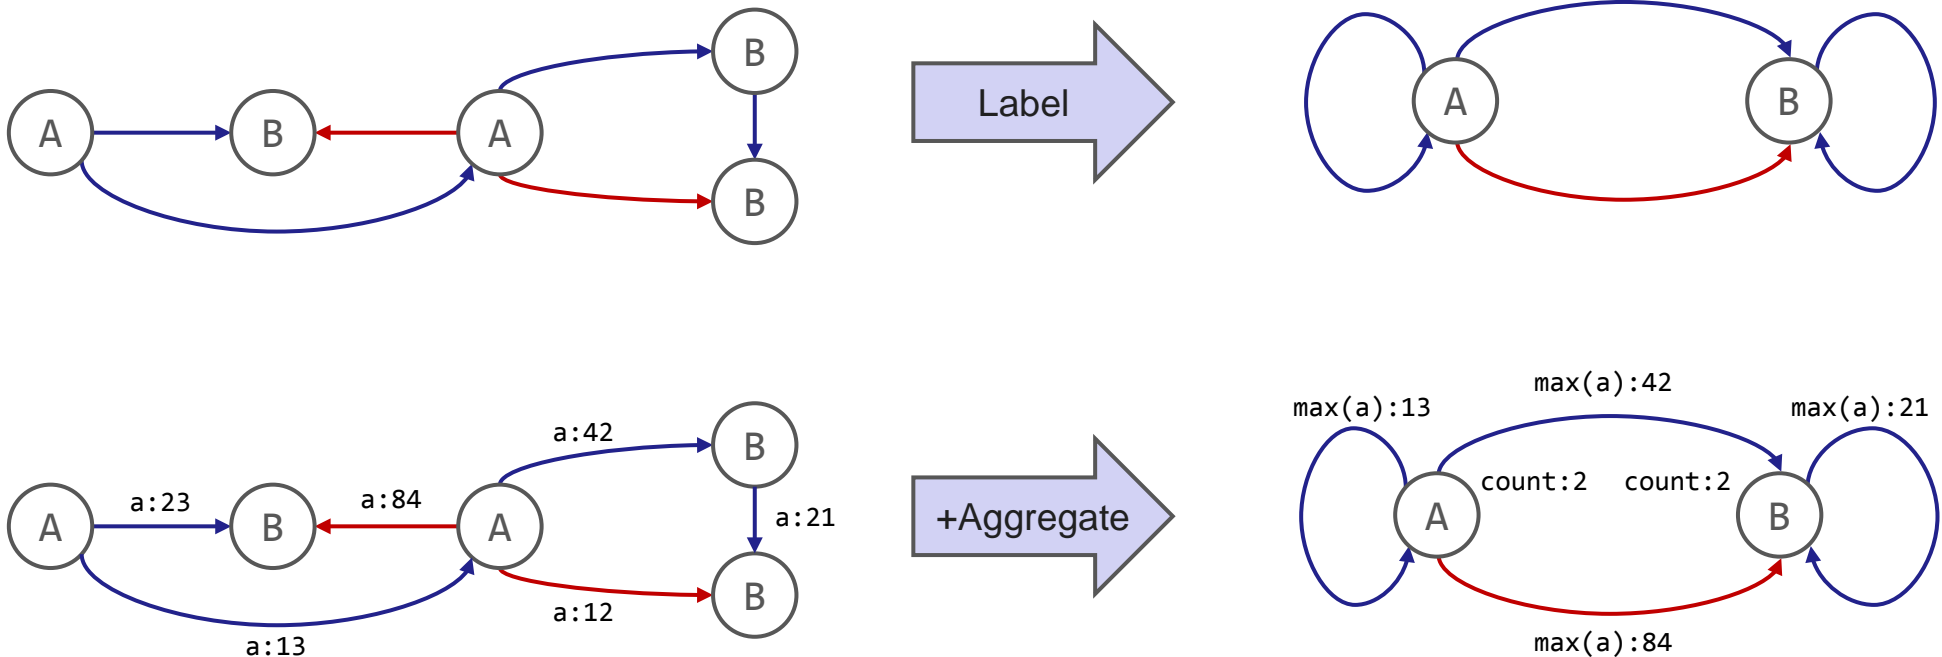 B
A
B
A
B
Label
A
B
a:42
B
a:23
a:84
A
B
A
a:21
B
a:12
a:13
+Aggregate
max(a):42
max(a):13
max(a):21
count:2
count:2
A
B
max(a):84